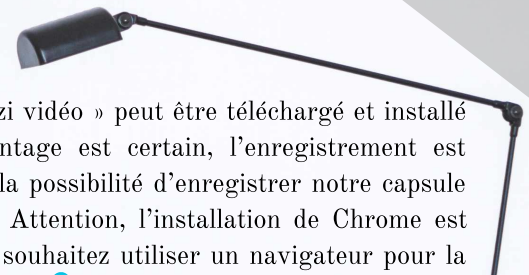 zi vidéo » peut être téléchargé et installé
ntage est certain, l'enregistrement est
la possibilité d'enregistrer notre capsule
Attention, l'installation de Chrome est
souhaitez utiliser un navigateur pour la